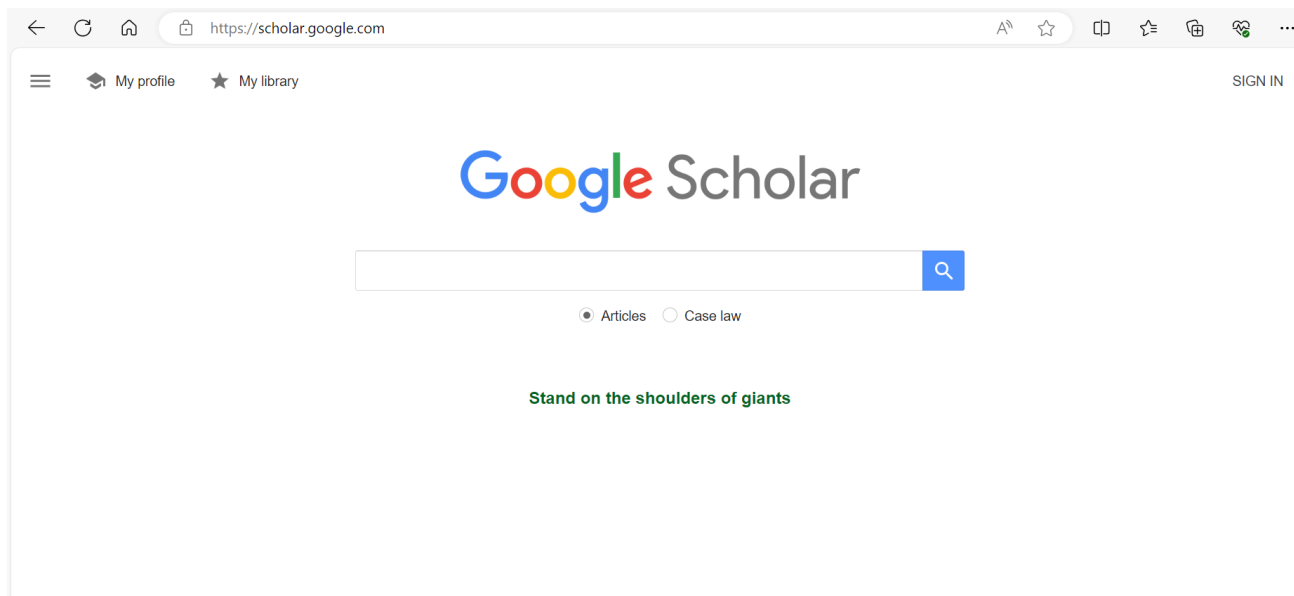 https://scholar.google.com
My profile
My library
SIGN IN
Google Scholar
Articles
Case law
Stand on the shoulders of giants